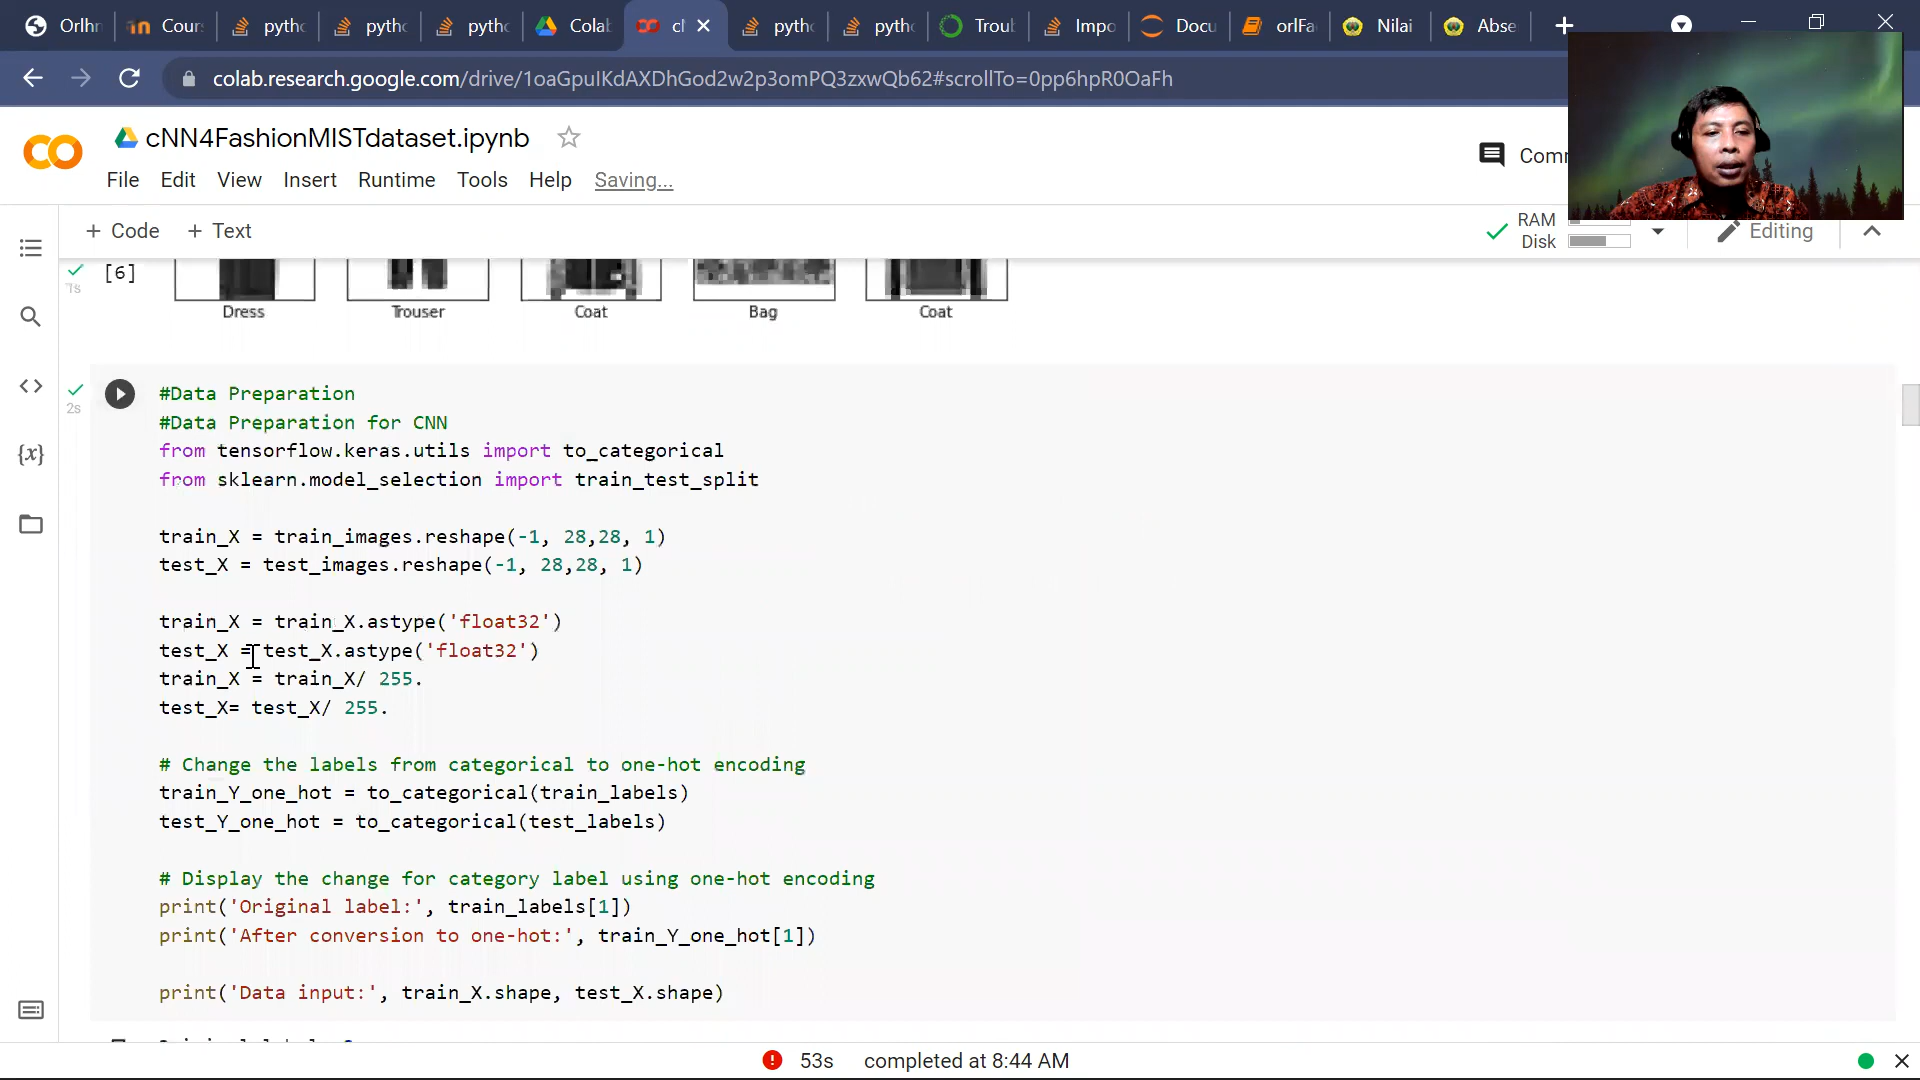 Orlhn
Cours
pytho
pytho
pytho
Colab
cN
pytho
pytho
Troub
Impo
Docu
orlFa
Nilai
Abse
colab.research.google.com/drive/1oaGpuIKdAXDhGod2w2p3omPQ3zxwQb62#scrollTo=0pp6hpR0OaFh
cNN4FashionMISTdataset.ipynb
Comm
File Edit View Insert Runtime Tools Help Saving...
+ Code + Text
RAM
Disk
Editing
[6]
1s
Dress Trouser Coat Bag Coat
2s
#Data Preparation
#Data Preparation for CNN
from tensorflow.keras.utils import to_categorical
from sklearn.model_selection import train_test_split
train_X = train_images.reshape(-1, 28,28, 1)
test_X = test_images.reshape(-1, 28,28, 1)
train_X = train_X.astype('float32')
test_X = test_X.astype('float32')
train_X = train_X/ 255.
test_X= test_X/ 255.
# Change the labels from categorical to one-hot encoding
train_Y_one_hot = to_categorical(train_labels)
test_Y_one_hot = to_categorical(test_labels)
# Display the change for category label using one-hot encoding
print('Original label:', train_labels[1])
print('After conversion to one-hot:', train_Y_one_hot[1])
print('Data input:', train_X.shape, test_X.shape)
53s completed at 8:44 AM